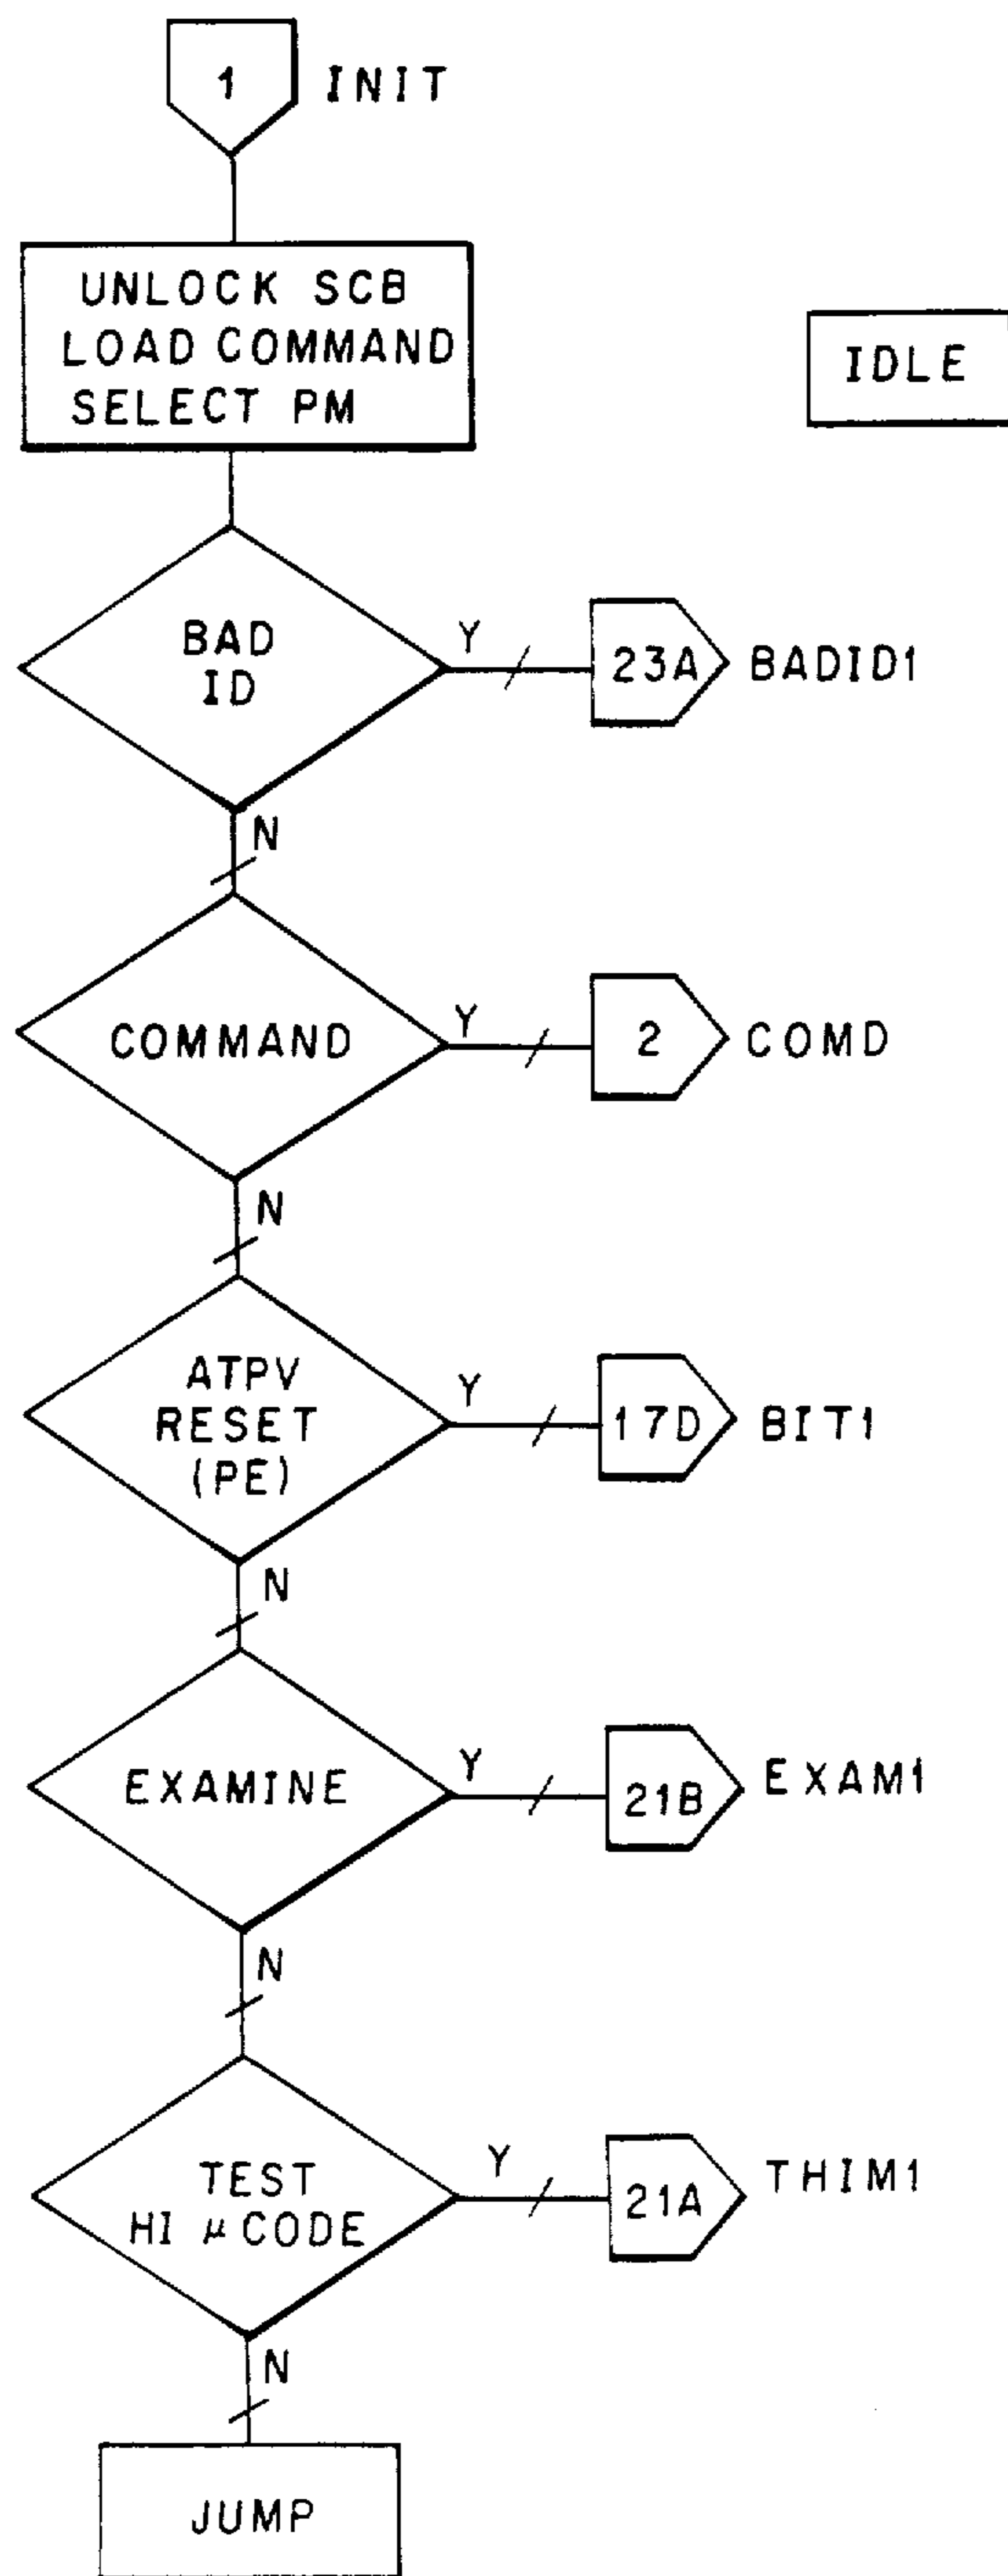 1 INIT
UNLOCK SCB
LOAD COMMAND
SELECT PM
IDLE
BAD
ID
Y
23A BADID1
N
COMMAND
Y
2 COMD
N
ATPV
RESET
(PE)
Y
17D BIT1
N
EXAMINE
Y
21B EXAM1
N
TEST
HI μCODE
Y
21A THIM1
N
JUMP